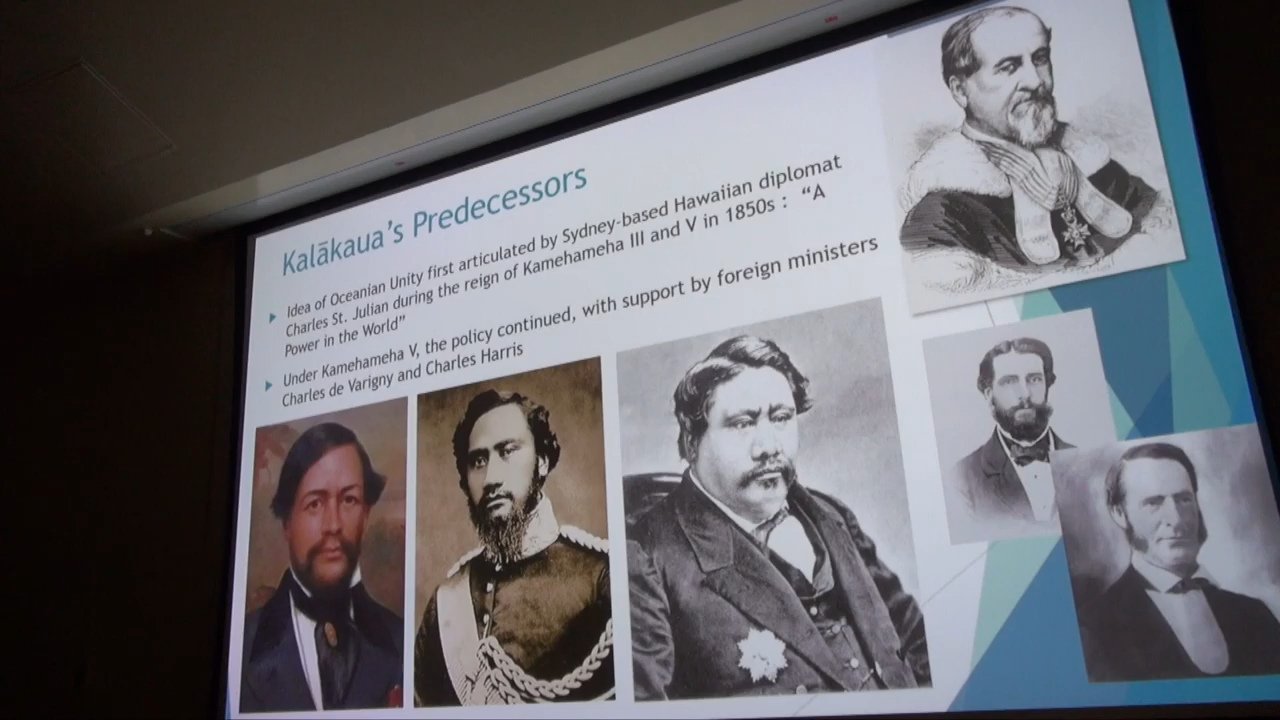 Kalākaua's Predecessors
Idea of Oceanian Unity first articulated by Sydney-based Hawaiian diplomat
Charles St. Julian during the reign of Kamehameha III and V in 1850s : “A
Power in the World”
Under Kamehameha V, the policy continued, with support by foreign ministers
Charles de Varigny and Charles Harris